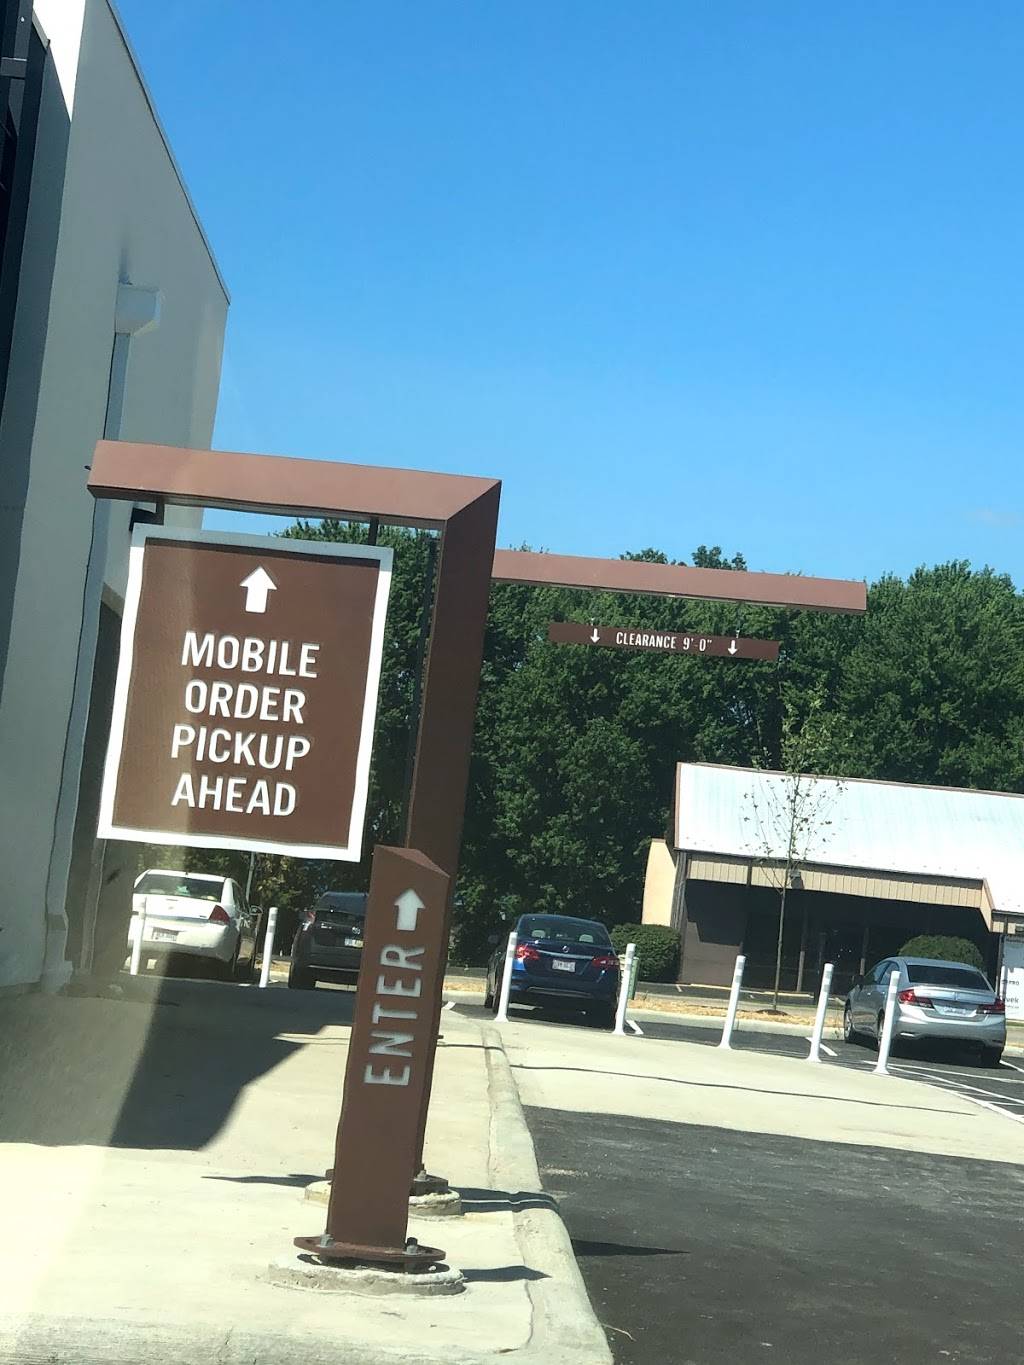 MOBILE
ORDER
PICKUP
AHEAD
CLEARANCE 9'-0"
ENTER